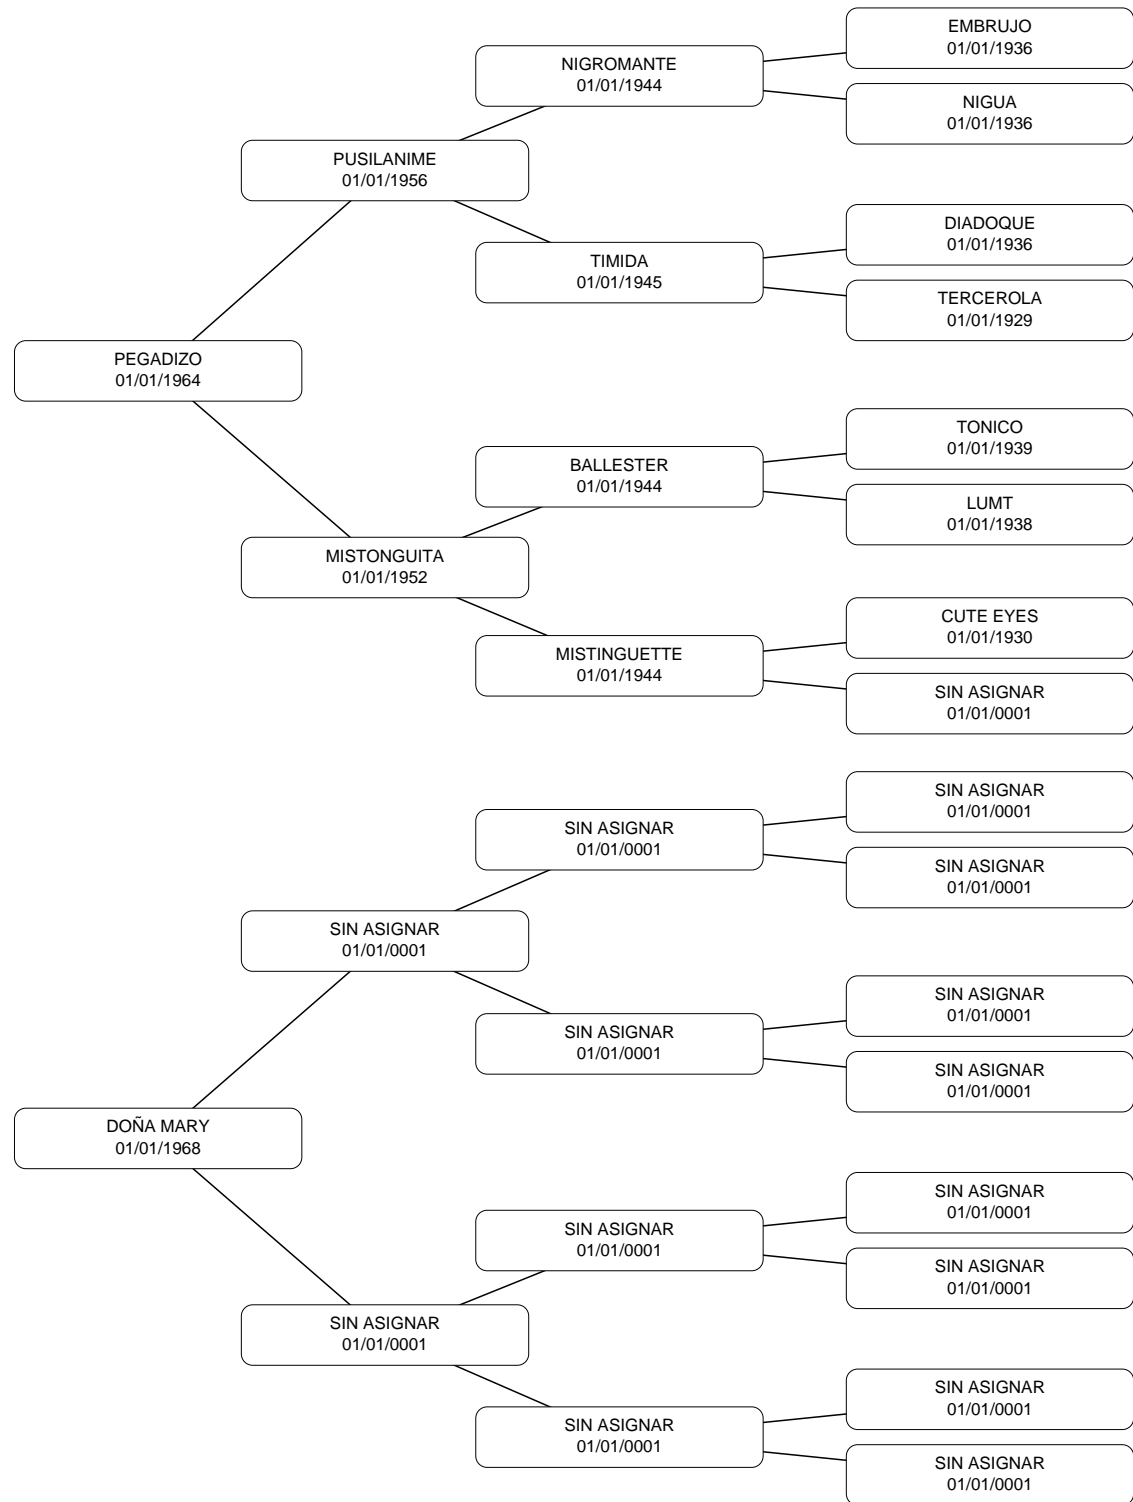 EMBRUJO
01/01/1936
NIGROMANTE
01/01/1944
NIGUA
01/01/1936
PUSILANIME
01/01/1956
DIADOQUE
01/01/1936
TIMIDA
01/01/1945
TERCEROLA
01/01/1929
PEGADIZO
01/01/1964
TONICO
01/01/1939
BALLESTER
01/01/1944
LUMT
01/01/1938
MISTONGUITA
01/01/1952
CUTE EYES
01/01/1930
MISTINGUETTE
01/01/1944
SIN ASIGNAR
01/01/0001
SIN ASIGNAR
01/01/0001
SIN ASIGNAR
01/01/0001
SIN ASIGNAR
01/01/0001
SIN ASIGNAR
01/01/0001
SIN ASIGNAR
01/01/0001
SIN ASIGNAR
01/01/0001
SIN ASIGNAR
01/01/0001
DOÑA MARY
01/01/1968
SIN ASIGNAR
01/01/0001
SIN ASIGNAR
01/01/0001
SIN ASIGNAR
01/01/0001
SIN ASIGNAR
01/01/0001
SIN ASIGNAR
01/01/0001
SIN ASIGNAR
01/01/0001
SIN ASIGNAR
01/01/0001